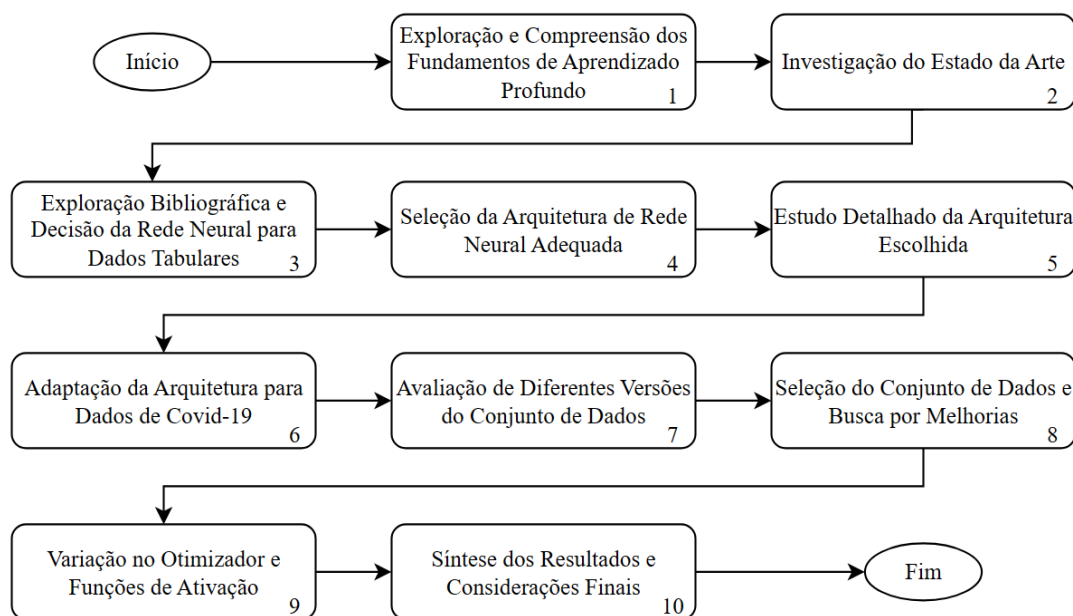 Início
Exploração e Compreensão dos
Fundamentos de Aprendizado
Profundo
1
Investigação do Estado da Arte
2
Exploração Bibliográfica e
Decisão da Rede Neural para
Dados Tabulares
3
Seleção da Arquitetura de Rede
Neural Adequada
4
Estudo Detalhado da Arquitetura
Escolhida
5
Adaptação da Arquitetura para
Dados de Covid-19
6
Avaliação de Diferentes Versões
do Conjunto de Dados
7
Seleção do Conjunto de Dados e
Busca por Melhorias
8
Variação no Otimizador e
Funções de Ativação
9
Síntese dos Resultados e
Considerações Finais
10
Fim